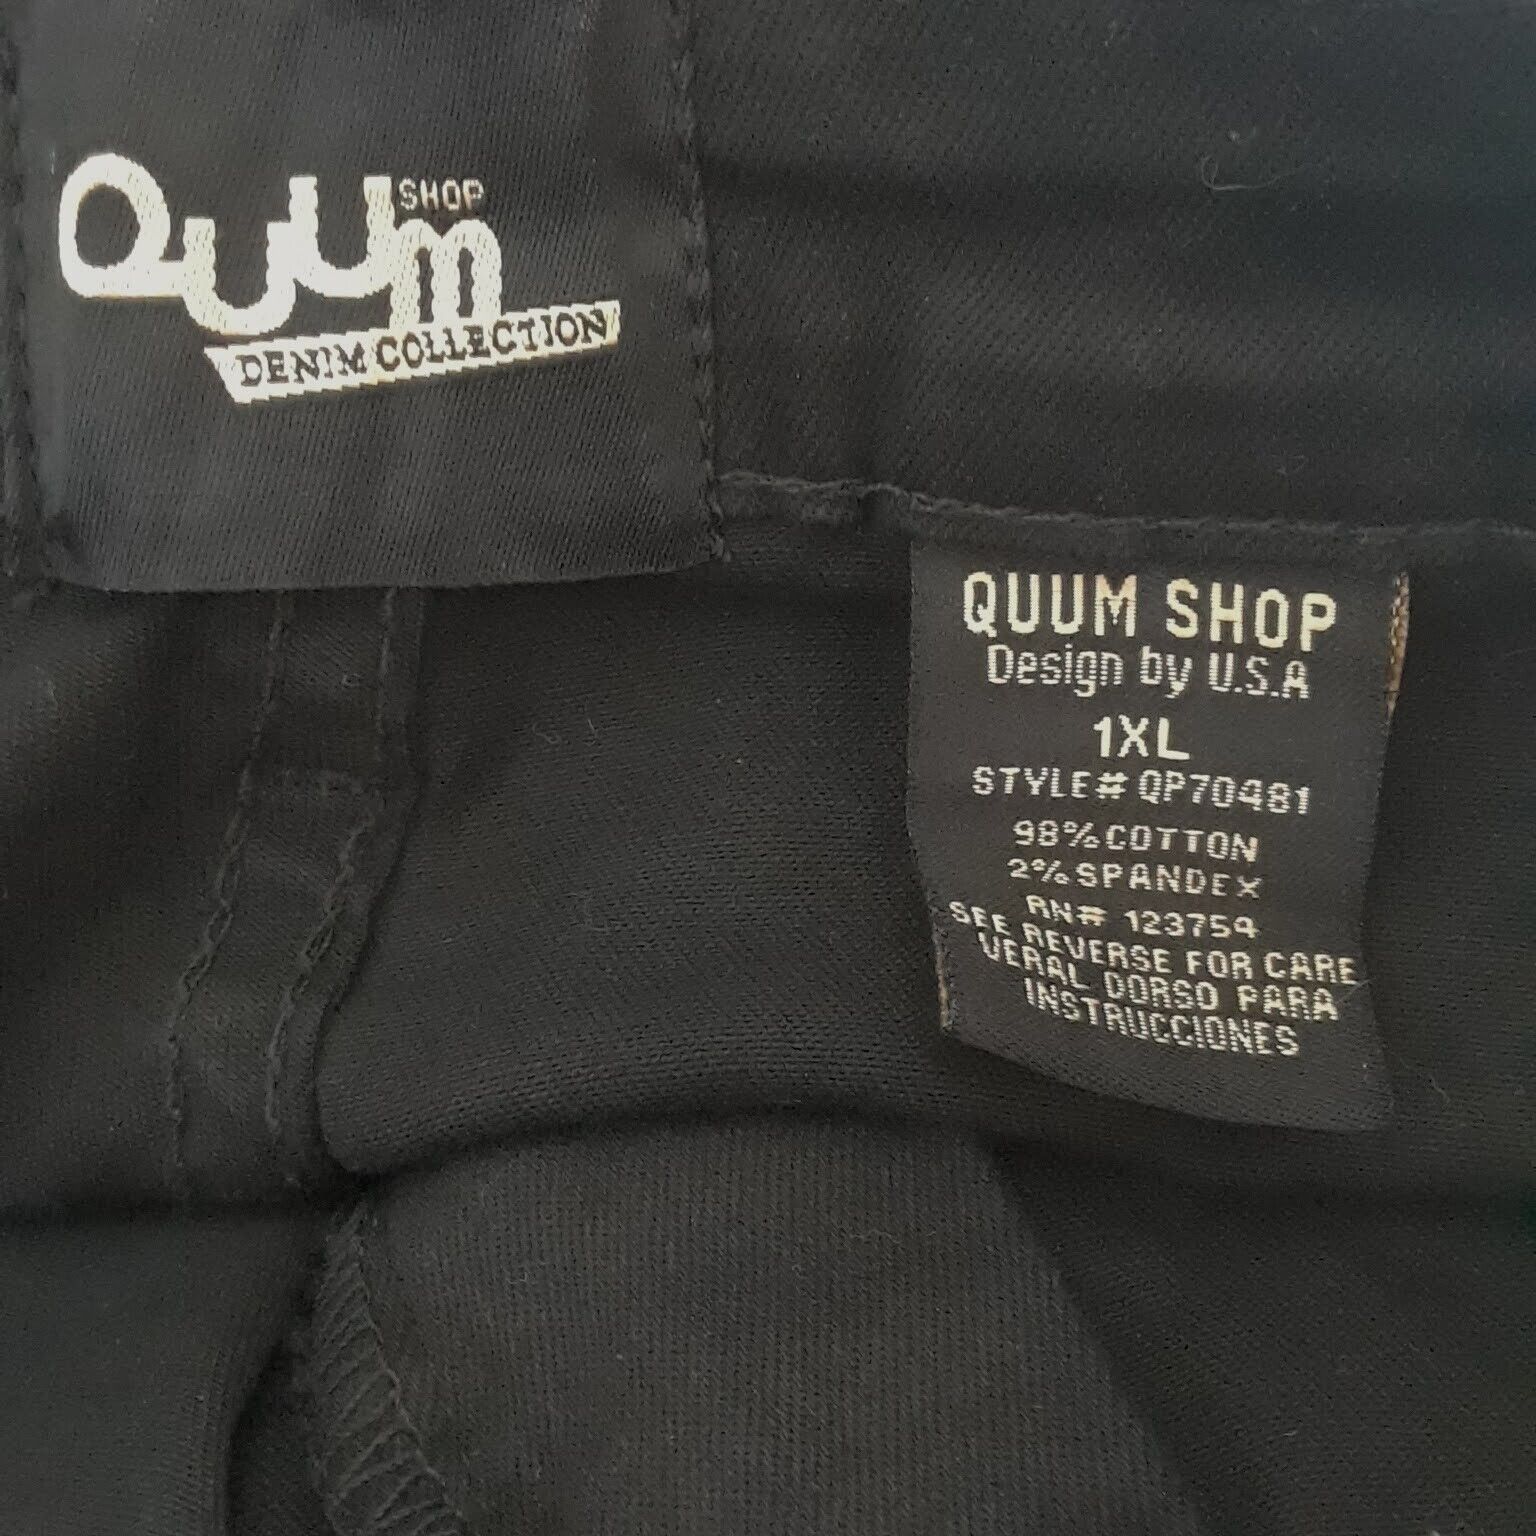 QUUM SHOP
DENIM COLLECTION
QUUM SHOP
Design by U.S.A
1XL
STYLE# QP70481
98%COTTON
2%SPANDEX
RN# 123754
SEE REVERSE FOR CARE
VERAL DORSO PARA
INSTRUCCIONES